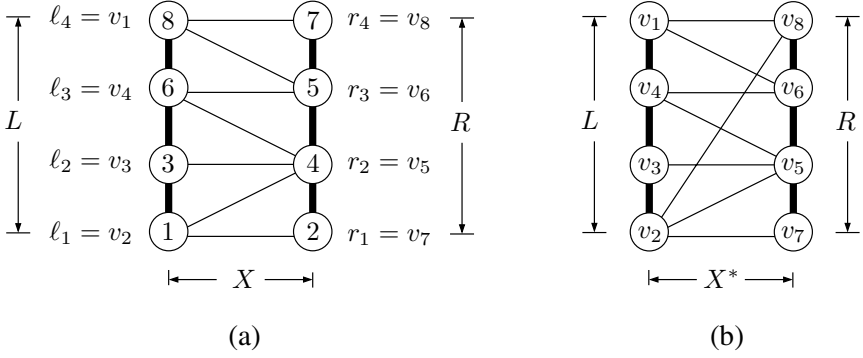 ℓ₄ = v₁ 8 7 r₄ = v₈ v₁ v₈
ℓ₃ = v₄ 6 5 r₃ = v₆ v₄ v₆
L R L R
ℓ₂ = v₃ 3 4 r₂ = v₅ v₃ v₅
ℓ₁ = v₂ 1 2 r₁ = v₇ v₂ v₇
X X*
(a) (b)